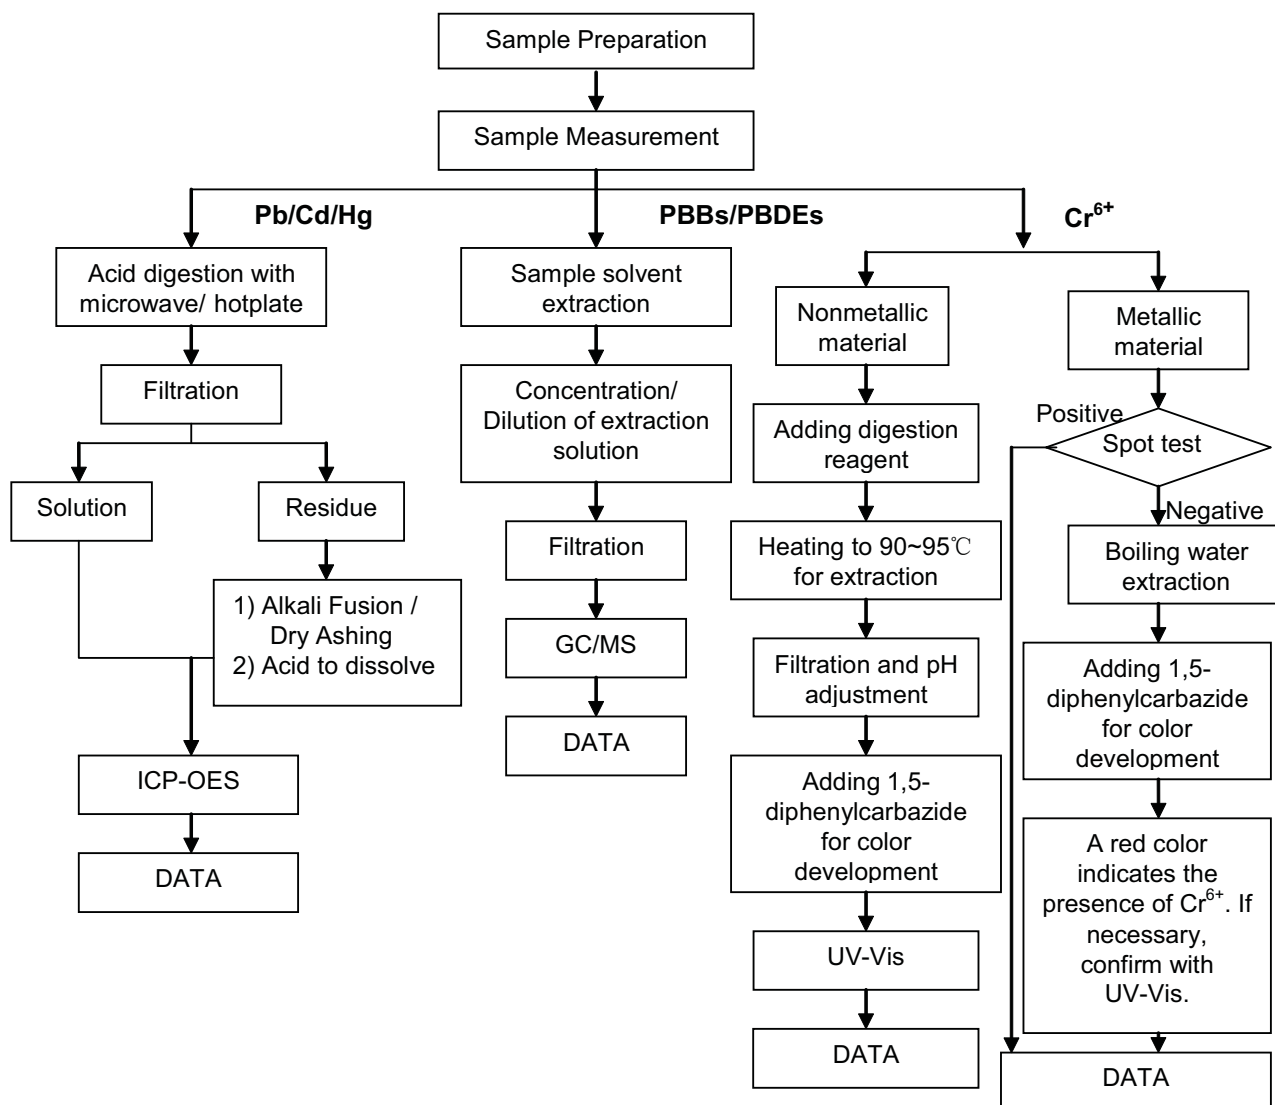 Sample Preparation
Sample Measurement
Pb/Cd/Hg
PBBs/PBDEs
Cr⁶⁺
Acid digestion with
microwave/ hotplate
Filtration
Solution
Residue
1) Alkali Fusion /
Dry Ashing
2) Acid to dissolve
ICP-OES
DATA
Sample solvent
extraction
Concentration/
Dilution of extraction
solution
Filtration
GC/MS
DATA
Nonmetallic
material
Adding digestion
reagent
Heating to 90~95℃
for extraction
Filtration and pH
adjustment
Adding 1,5-
diphenylcarbazide
for color
development
UV-Vis
DATA
Metallic
material
Positive
Spot test
Negative
Boiling water
extraction
Adding 1,5-
diphenylcarbazide
for color
development
A red color
indicates the
presence of Cr⁶⁺. If
necessary,
confirm with
UV-Vis.
DATA